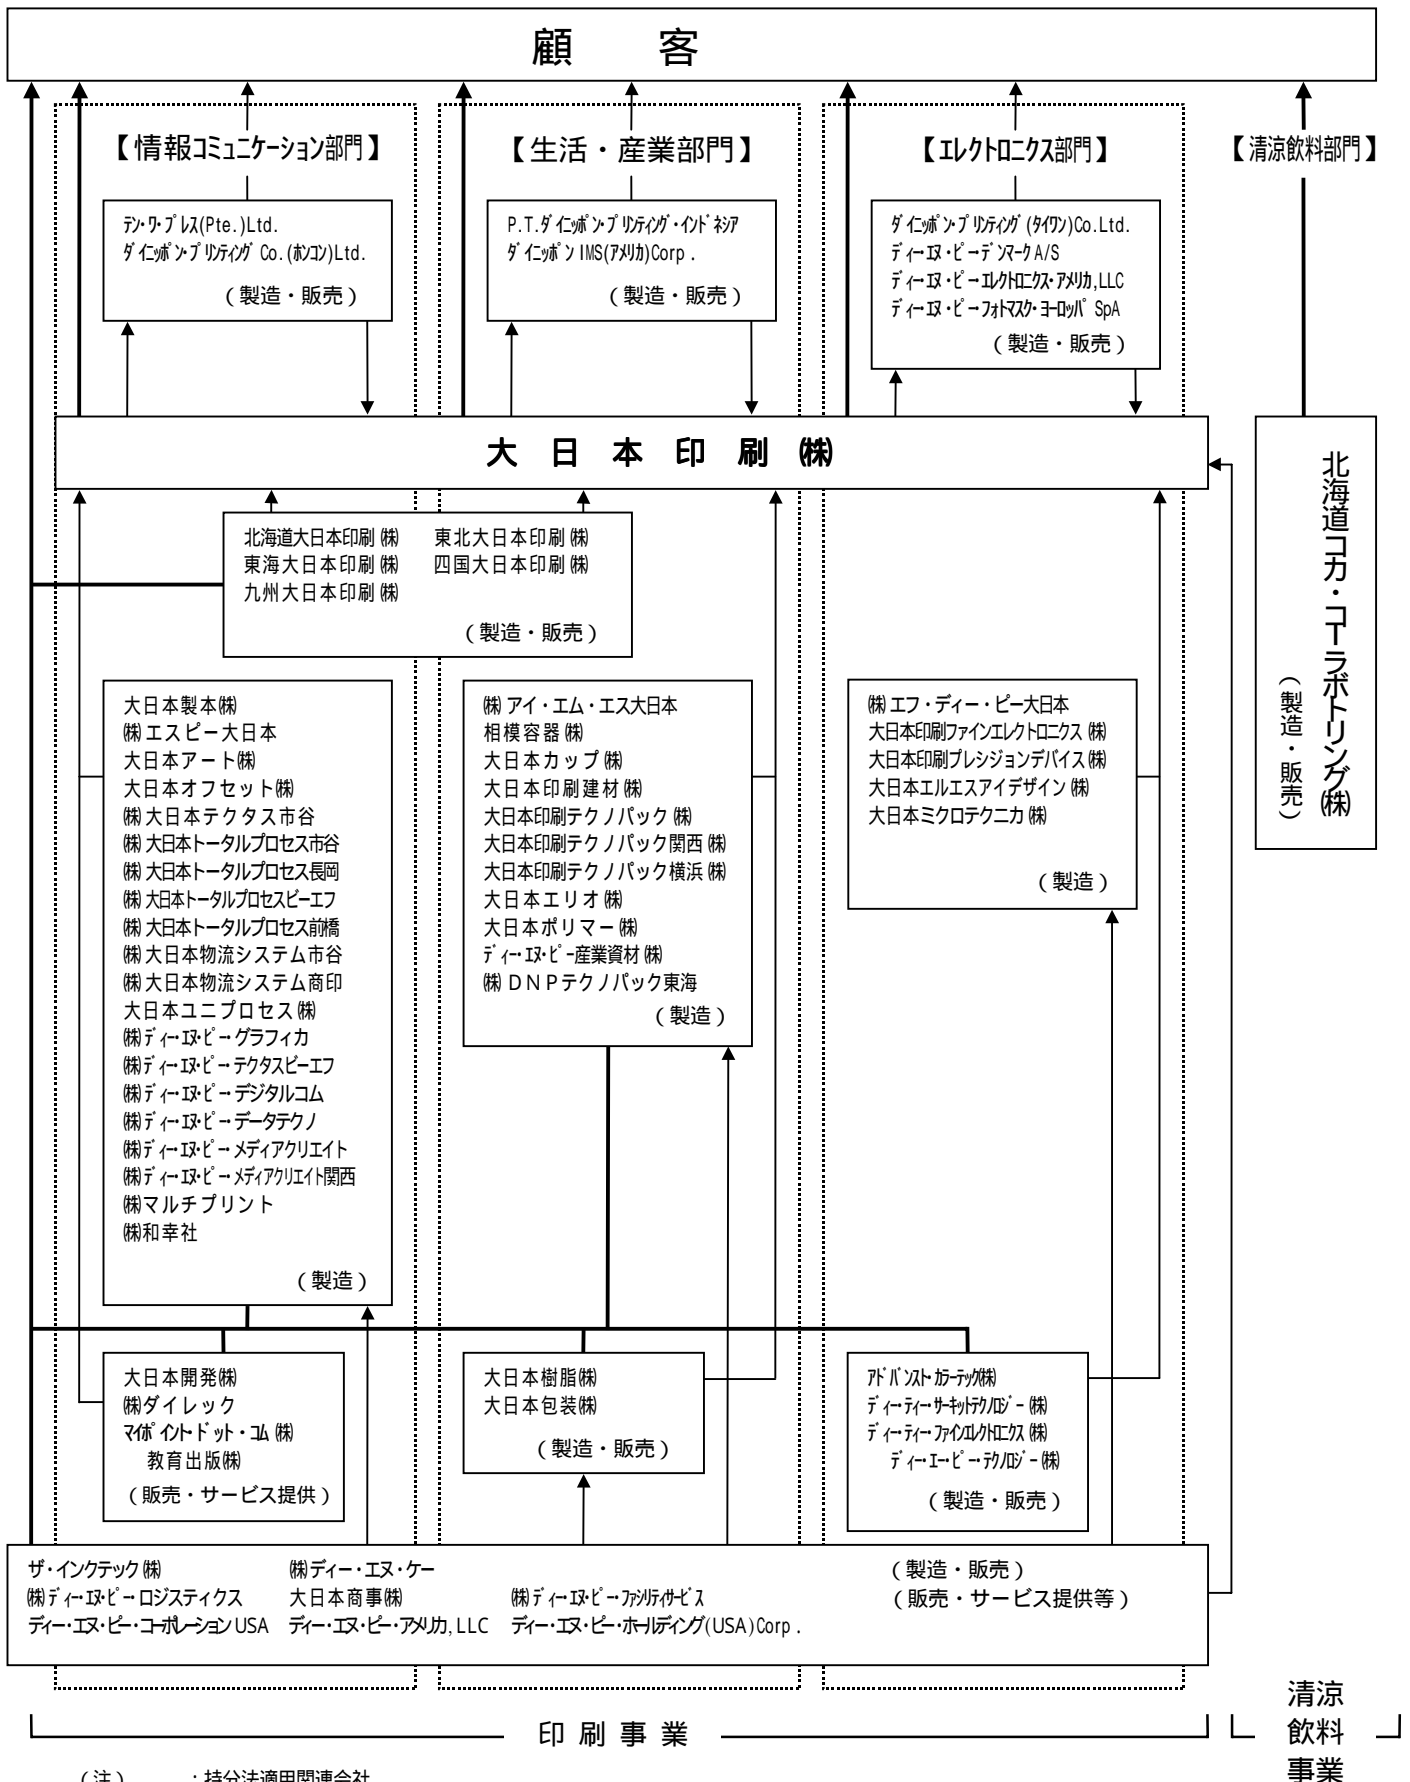 顧 客
【情報コミュニケーション部門】
【生活・産業部門】
【エレクトロニクス部門】
【清涼飲料部門】
テン・ワ・プレス(Pte.)Ltd.
ダイニッポン・プリンティング Co.(ホンコン)Ltd.
(製造・販売)
P.T.ダイニッポン・プリンティング・インドネシア
ダイニッポン IMS(アメリカ)Corp.
(製造・販売)
ダイニッポン・プリンティング(タイワン)Co.Ltd.
ディー・エヌ・ピー・デンマーク A/S
ディー・エヌ・ピー・エレクトロニクス・アメリカ,LLC
ディー・エヌ・ピー・フォトマスク・ヨーロッパ SpA
(製造・販売)
大 日 本 印 刷 ㈱
北海道コカ・コーラボトリング㈱
(製造・販売)
北海道大日本印刷㈱ 東北大日本印刷㈱
東海大日本印刷㈱ 四国大日本印刷㈱
九州大日本印刷㈱
(製造・販売)
大日本製本㈱
㈱エスピー大日本
大日本アート㈱
大日本オフセット㈱
㈱大日本テクタス市谷
㈱大日本トータルプロセス市谷
㈱大日本トータルプロセス長岡
㈱大日本トータルプロセスビーエフ
㈱大日本トータルプロセス前橋
㈱大日本物流システム市谷
㈱大日本物流システム商印
大日本ユニプロセス㈱
㈱ディー・エヌ・ピー・グラフィカ
㈱ディー・エヌ・ピー・テクタスビーエフ
㈱ディー・エヌ・ピー・デジタルコム
㈱ディー・エヌ・ピー・データテクノ
㈱ディー・エヌ・ピー・メディアクリエイト
㈱ディー・エヌ・ピー・メディアクリエイト関西
㈱マルチプリント
㈱和幸社
(製造)
㈱アイ・エム・エス大日本
相模容器㈱
大日本カップ㈱
大日本印刷建材㈱
大日本印刷テクノパック㈱
大日本印刷テクノパック関西㈱
大日本印刷テクノパック横浜㈱
大日本エリオ㈱
大日本ポリマー㈱
ディー・エヌ・ピー産業資材㈱
㈱DNPテクノパック東海
(製造)
㈱エフ・ディー・ピー大日本
大日本印刷ファインエレクトロニクス㈱
大日本印刷プレシジョンデバイス㈱
大日本エルエスアイデザイン㈱
大日本ミクロテクニカ㈱
(製造)
大日本開発㈱
㈱ダイレック
マイポイント・ドット・コム㈱
教育出版㈱
(販売・サービス提供)
大日本樹脂㈱
大日本包装㈱
(製造・販売)
アドバンスト・カラーテック㈱
ディー・ティー・サーキットテクノロジー㈱
ディー・ティー・ファインエレクトロニクス㈱
ディー・エー・ピー・テクノロジー㈱
(製造・販売)
ザ・インクテック㈱ ㈱ディー・エヌ・ケー (製造・販売)
㈱ディー・エヌ・ピー・ロジスティクス 大日本商事㈱ ㈱ディー・エヌ・ピー・ファシリティサービス (販売・サービス提供等)
ディー・エヌ・ピー・コーポレーションUSA ディー・エヌ・ピー・アメリカ,LLC ディー・エヌ・ピー・ホールディング(USA)Corp.
印 刷 事 業
清涼
飲料
事業
(注) :持分法適用関連会社